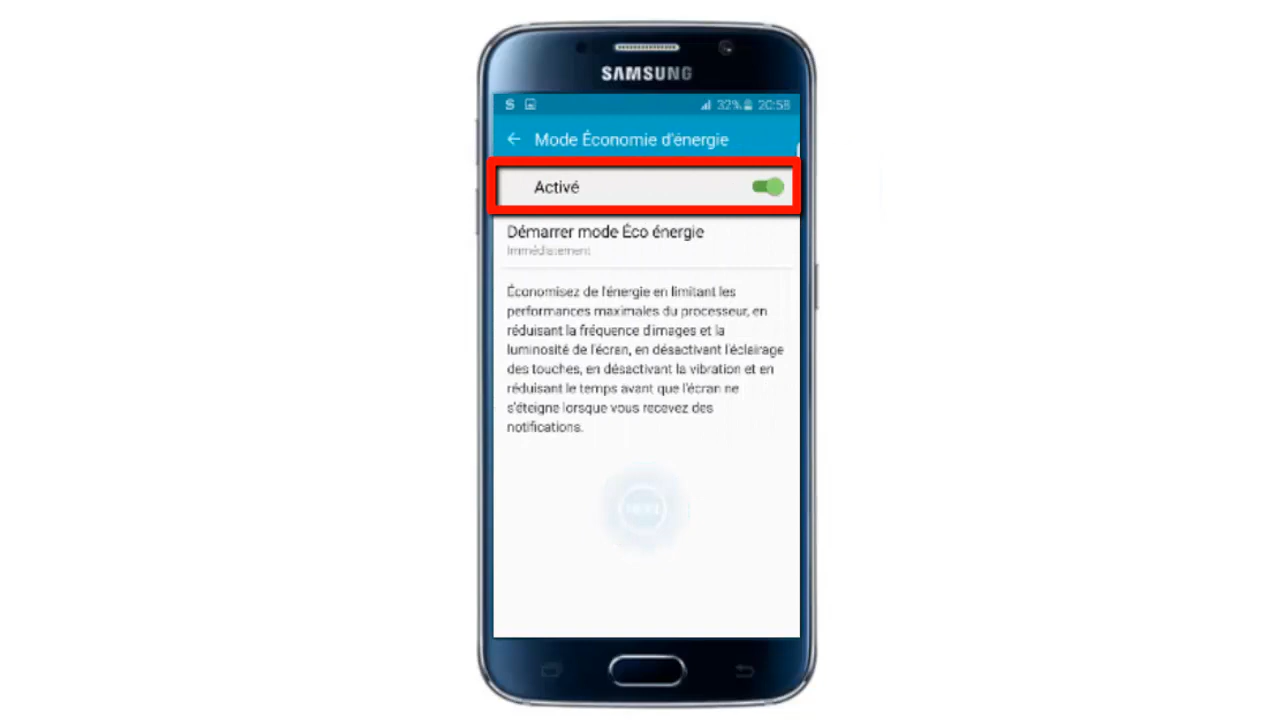 SAMSUNG
S 32% 20:58
Mode Économie d'énergie
Activé
Démarrer mode Éco énergie
Immédiatement
Économisez de l'énergie en limitant les
performances maximales du processeur, en
réduisant la fréquence d'images et la
luminosité de l'écran, en désactivant l'éclairage
des touches, en désactivant la vibration et en
réduisant le temps avant que l'écran ne
s'éteigne lorsque vous recevez des
notifications.